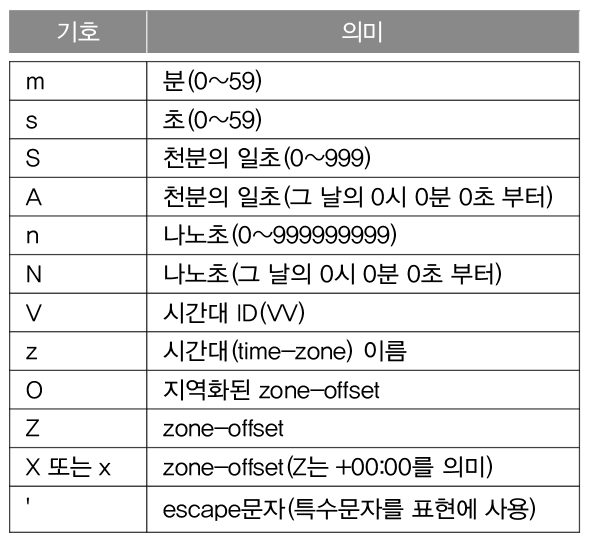 기호 의미
m 분(0~59)
s 초(0~59)
S 천분의 일초(0~999)
A 천분의 일초(그 날의 0시 0분 0초 부터)
n 나노초(0~999999999)
N 나노초(그 날의 0시 0분 0초 부터)
V 시간대 ID(VV)
z 시간대(time-zone) 이름
O 지역화된 zone-offset
Z zone-offset
X 또는 x zone-offset(Z는 +00:00를 의미)
' escape문자(특수문자를 표현에 사용)